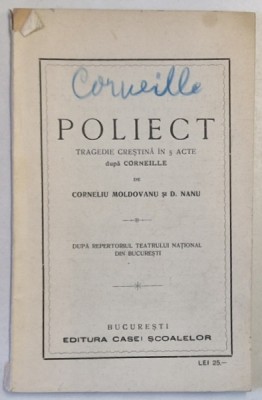 Corneille
POLIECT
TRAGEDIE CREȘTINĂ ÎN 5 ACTE
după CORNEILLE
DE
CORNELIU MOLDOVANU și D. NANU
DUPĂ REPERTORIUL TEATRULUI NAȚIONAL
DIN BUCUREȘTI
BUCUREȘTI
EDITURA CASEI ȘCOALELOR
LEI 25.—